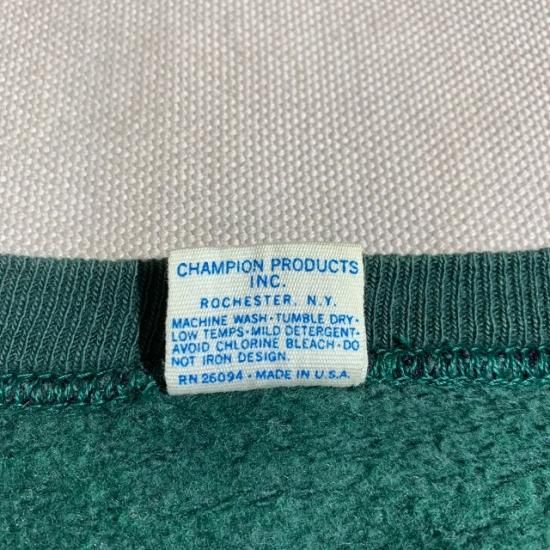 CHAMPION PRODUCTS
INC.
ROCHESTER, N.Y.
MACHINE WASH · TUMBLE DRY ·
LOW TEMPS · MILD DETERGENT ·
AVOID CHLORINE BLEACH · DO
NOT IRON DESIGN.
RN 26094 · MADE IN U.S.A.